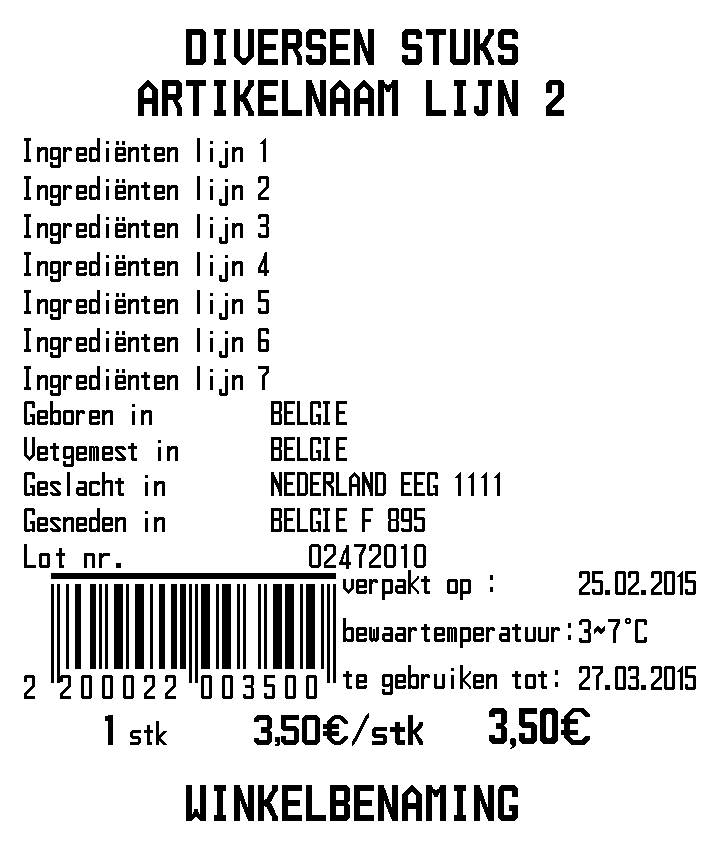 DIVERSEN STUKS
ARTIKELNAAM LIJN 2
Ingrediënten lijn 1
Ingrediënten lijn 2
Ingrediënten lijn 3
Ingrediënten lijn 4
Ingrediënten lijn 5
Ingrediënten lijn 6
Ingrediënten lijn 7
Geboren in BELGIE
Vetgemest in BELGIE
Geslacht in NEDERLAND EEG 1111
Gesneden in BELGIE F 895
Lot nr. 02472010
verpakt op : 25.02.2015
bewaartemperatuur:3~7°C
te gebruiken tot: 27.03.2015
2 200022 003500
1 stk 3,50€/stk 3,50€
WINKELBENAMING